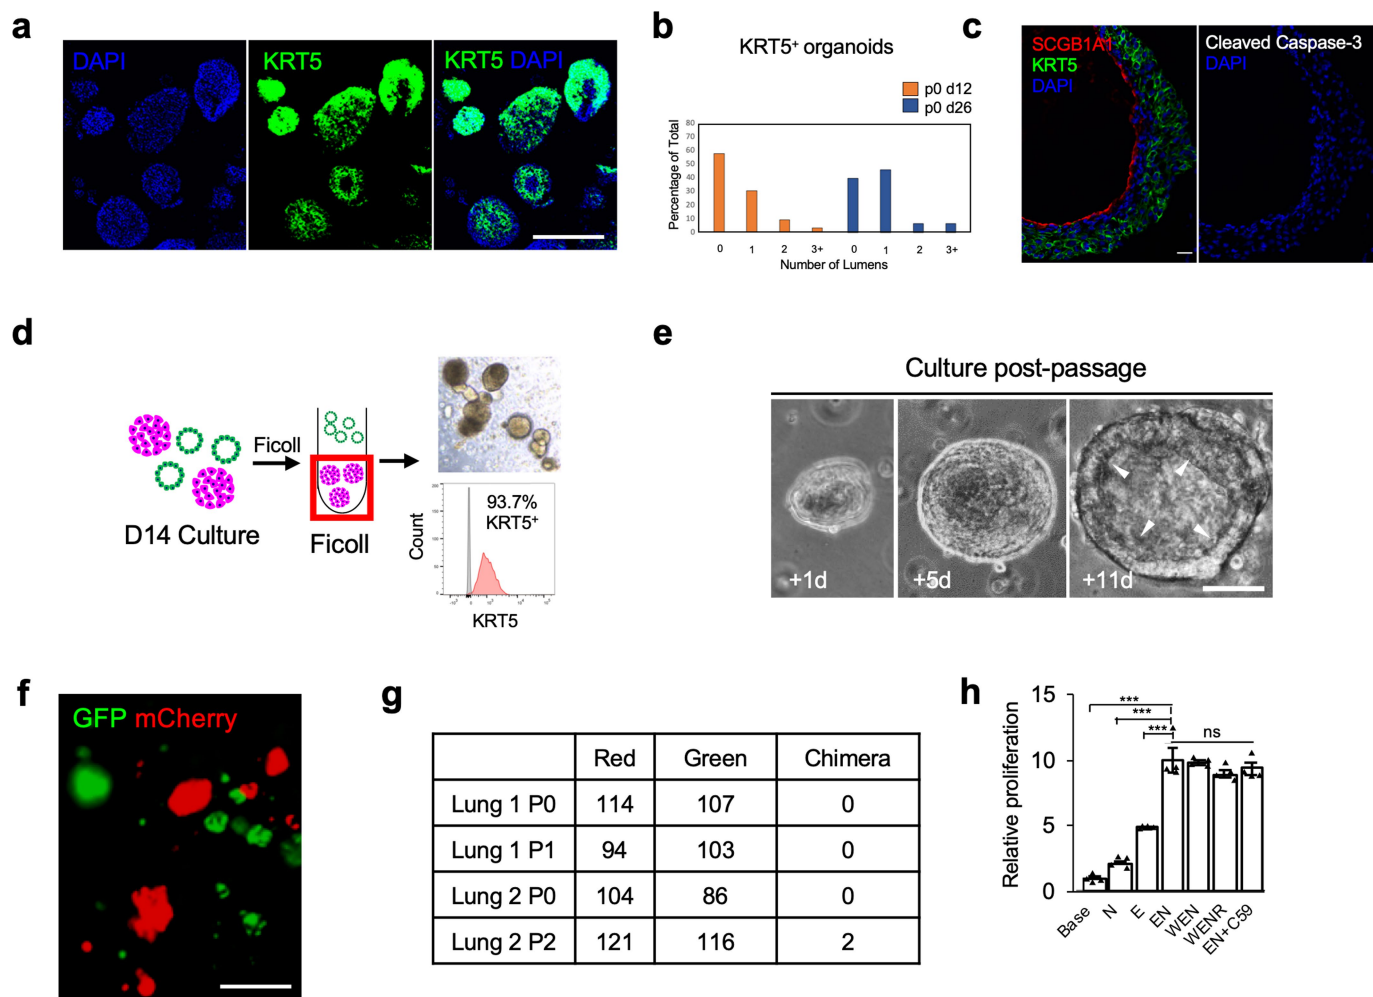 a
DAPI
KRT5
KRT5 DAPI
b
KRT5+ organoids
p0 d12
p0 d26
Percentage of Total
80
70
60
50
40
30
20
10
0
0 1 2 3+ 0 1 2 3+
Number of Lumens
c
SCGB1A1
KRT5
DAPI
Cleaved Caspase-3
DAPI
d
D14 Culture
Ficoll
Ficoll
93.7%
KRT5+
Count
200
150
100
50
0
KRT5
e
Culture post-passage
+1d
+5d
+11d
f
GFP mCherry
g
Red Green Chimera
Lung 1 P0 114 107 0
Lung 1 P1 94 103 0
Lung 2 P0 104 86 0
Lung 2 P2 121 116 2
h
Relative proliferation
15
10
5
0
***
***
***
ns
Base N E EN WEN WENR EN+C59